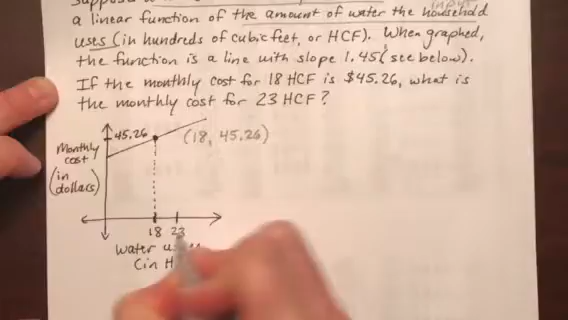 a linear function of the amount of water the household
uses (in hundreds of cubic feet, or HCF). When graphed,
the function is a line with slope 1.45 (see below).
If the monthly cost for 18 HCF is $45.26, what is
the monthly cost for 23 HCF?
45.26
(18, 45.26)
Monthly
cost
(in
dollars)
18 23
water
(in